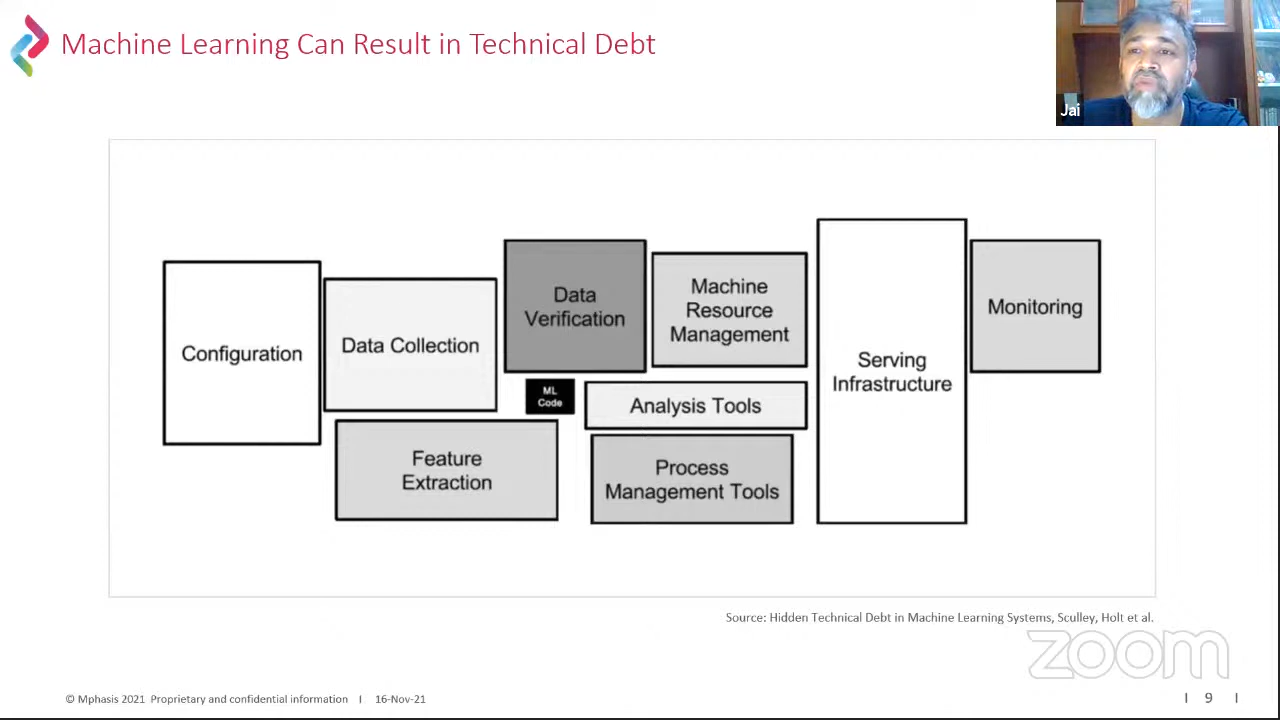 Machine Learning Can Result in Technical Debt
Jai
Configuration
Data Collection
Data
Verification
Machine
Resource
Management
Serving
Infrastructure
Monitoring
ML
Code
Analysis Tools
Feature
Extraction
Process
Management Tools
Source: Hidden Technical Debt in Machine Learning Systems, Sculley, Holt et al.
zoom
© Mphasis 2021 Proprietary and confidential information | 16-Nov-21
| 9 |